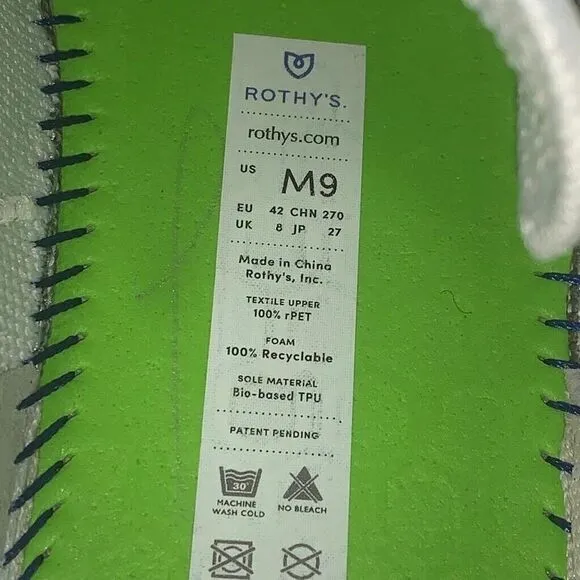 ROTHY'S.
rothys.com
US M9
EU 42 CHN 270
UK 8 JP 27
Made in China
Rothy's, Inc.
TEXTILE UPPER
100% rPET
FOAM
100% Recyclable
SOLE MATERIAL
Bio-based TPU
PATENT PENDING
30°
MACHINE WASH COLD
NO BLEACH